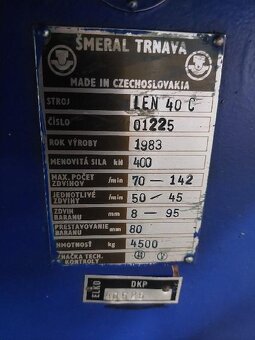 ŠMERAL TRNAVA
MADE IN CZECHOSLOVAKIA
STROJ LEN 40 C
ČÍSLO 01225
ROK VÝROBY 1983
MENOVITÁ SILA kN 400
MAX. POČET ZDVIHOV /min 70 — 142
JEDNOTLIVÉ ZDVIHY /min 50 / 45
ZDVIH BARANU mm 8 — 95
PRESTAVOVANIE BARANU mm 80
HMOTNOSŤ kg 4500
ZNAČKA TECH. KONTROLY
ELKO DKP